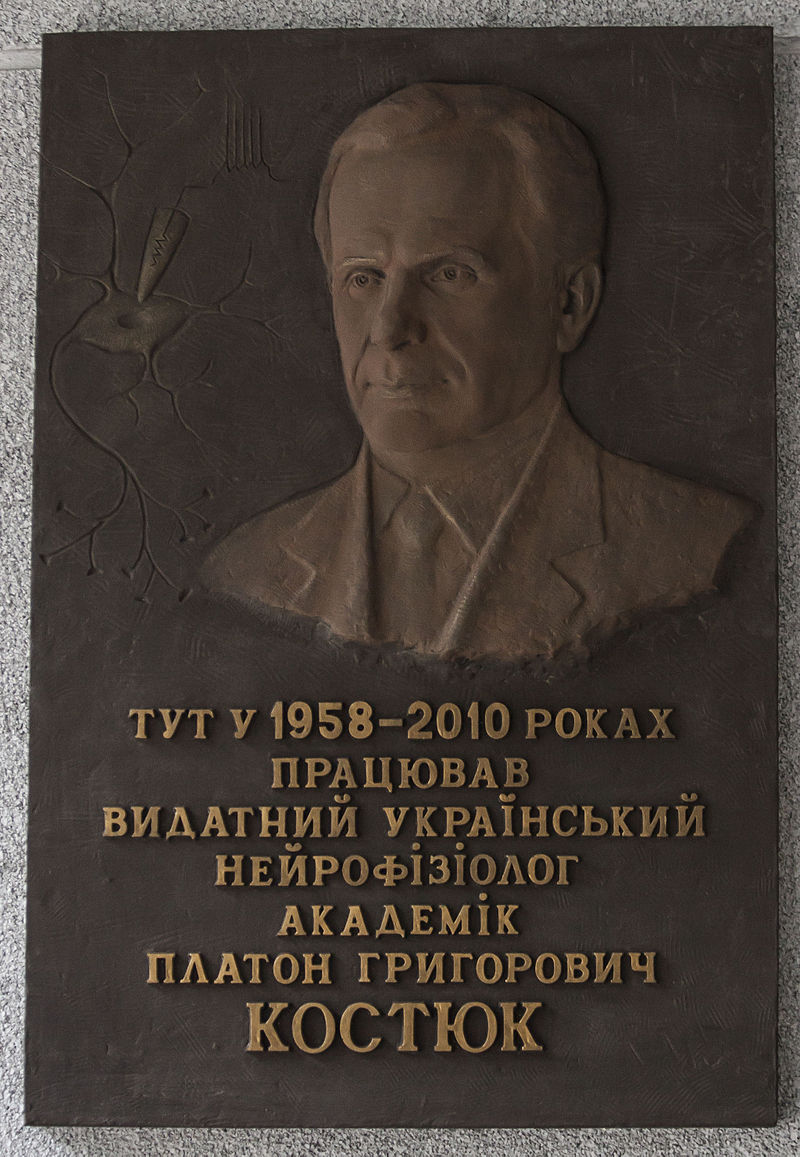 ТУТ У 1958–2010 РОКАХ
ПРАЦЮВАВ
ВИДАТНИЙ УКРАЇНСЬКИЙ
НЕЙРОФІЗІОЛОГ
АКАДЕМІК
ПЛАТОН ГРИГОРОВИЧ
КОСТЮК